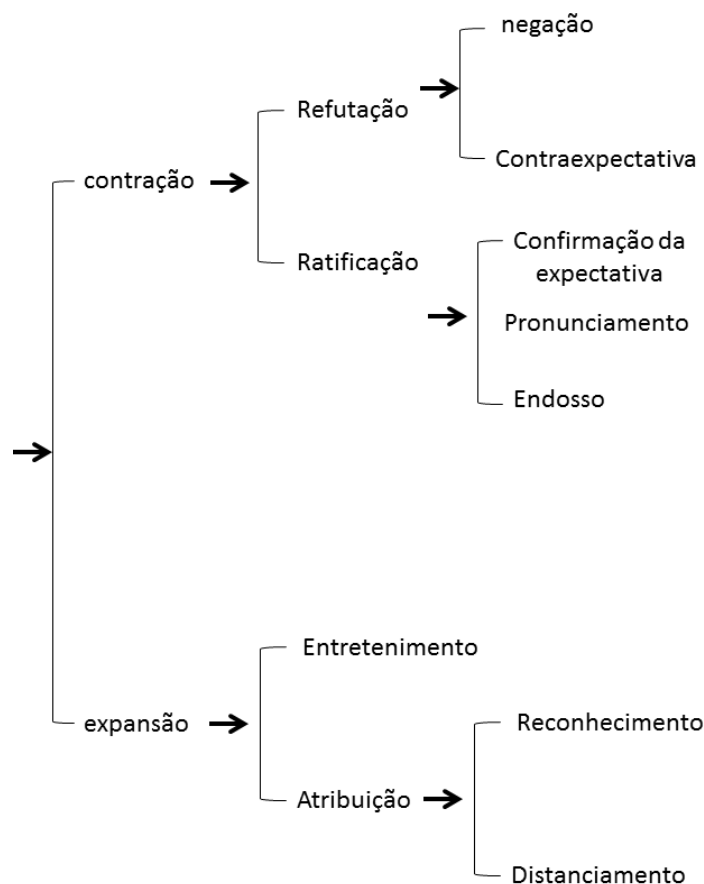 negação
Refutação
Contraexpectativa
contração
Confirmação da
expectativa
Ratificação
Pronunciamento
Endosso
Entretenimento
expansão
Reconhecimento
Atribuição
Distanciamento